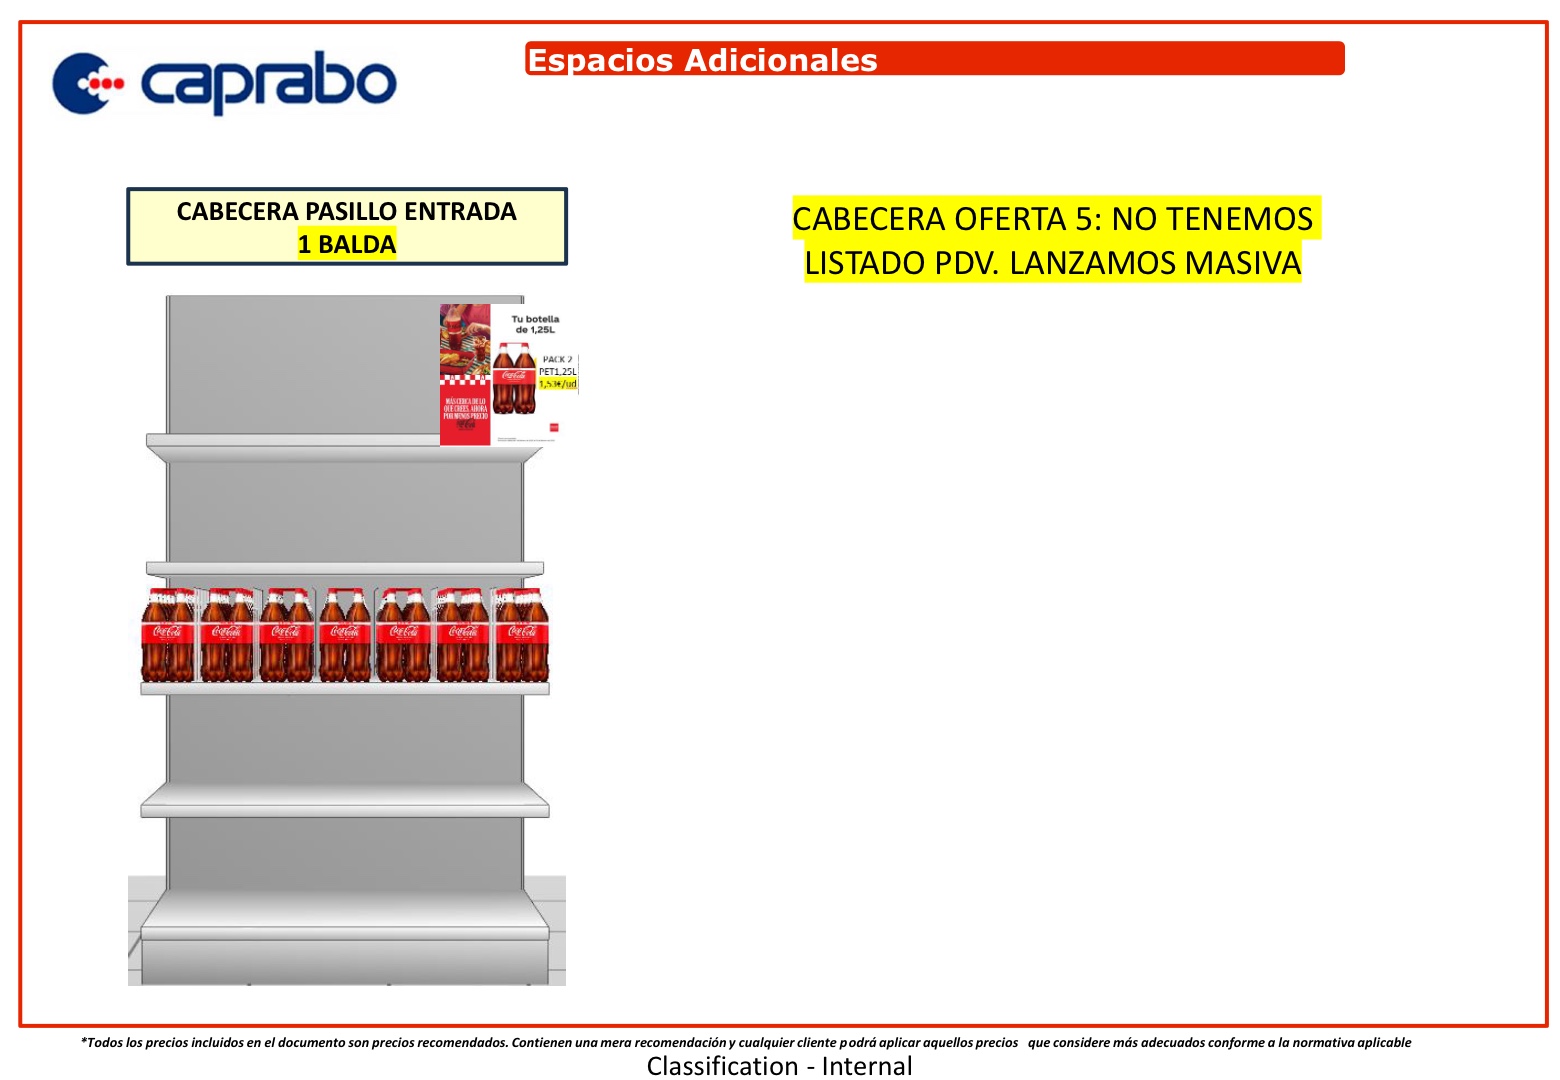 caprabo
Espacios Adicionales
CABECERA PASILLO ENTRADA
1 BALDA
CABECERA OFERTA 5: NO TENEMOS
LISTADO PDV. LANZAMOS MASIVA
Tu botella
de 1,25L
PACK 2
PET1,25L
1,53€/ud
MÁS CERCA DE LO
QUE CREES. AHORA
POR MENOS PRECIO
Coca-Cola
Coca-Cola
Coca-Cola Coca-Cola Coca-Cola Coca-Cola Coca-Cola Coca-Cola Coca-Cola
*Todos los precios incluidos en el documento son precios recomendados. Contienen una mera recomendación y cualquier cliente podrá aplicar aquellos precios que considere más adecuados conforme a la normativa aplicable
Classification - Internal